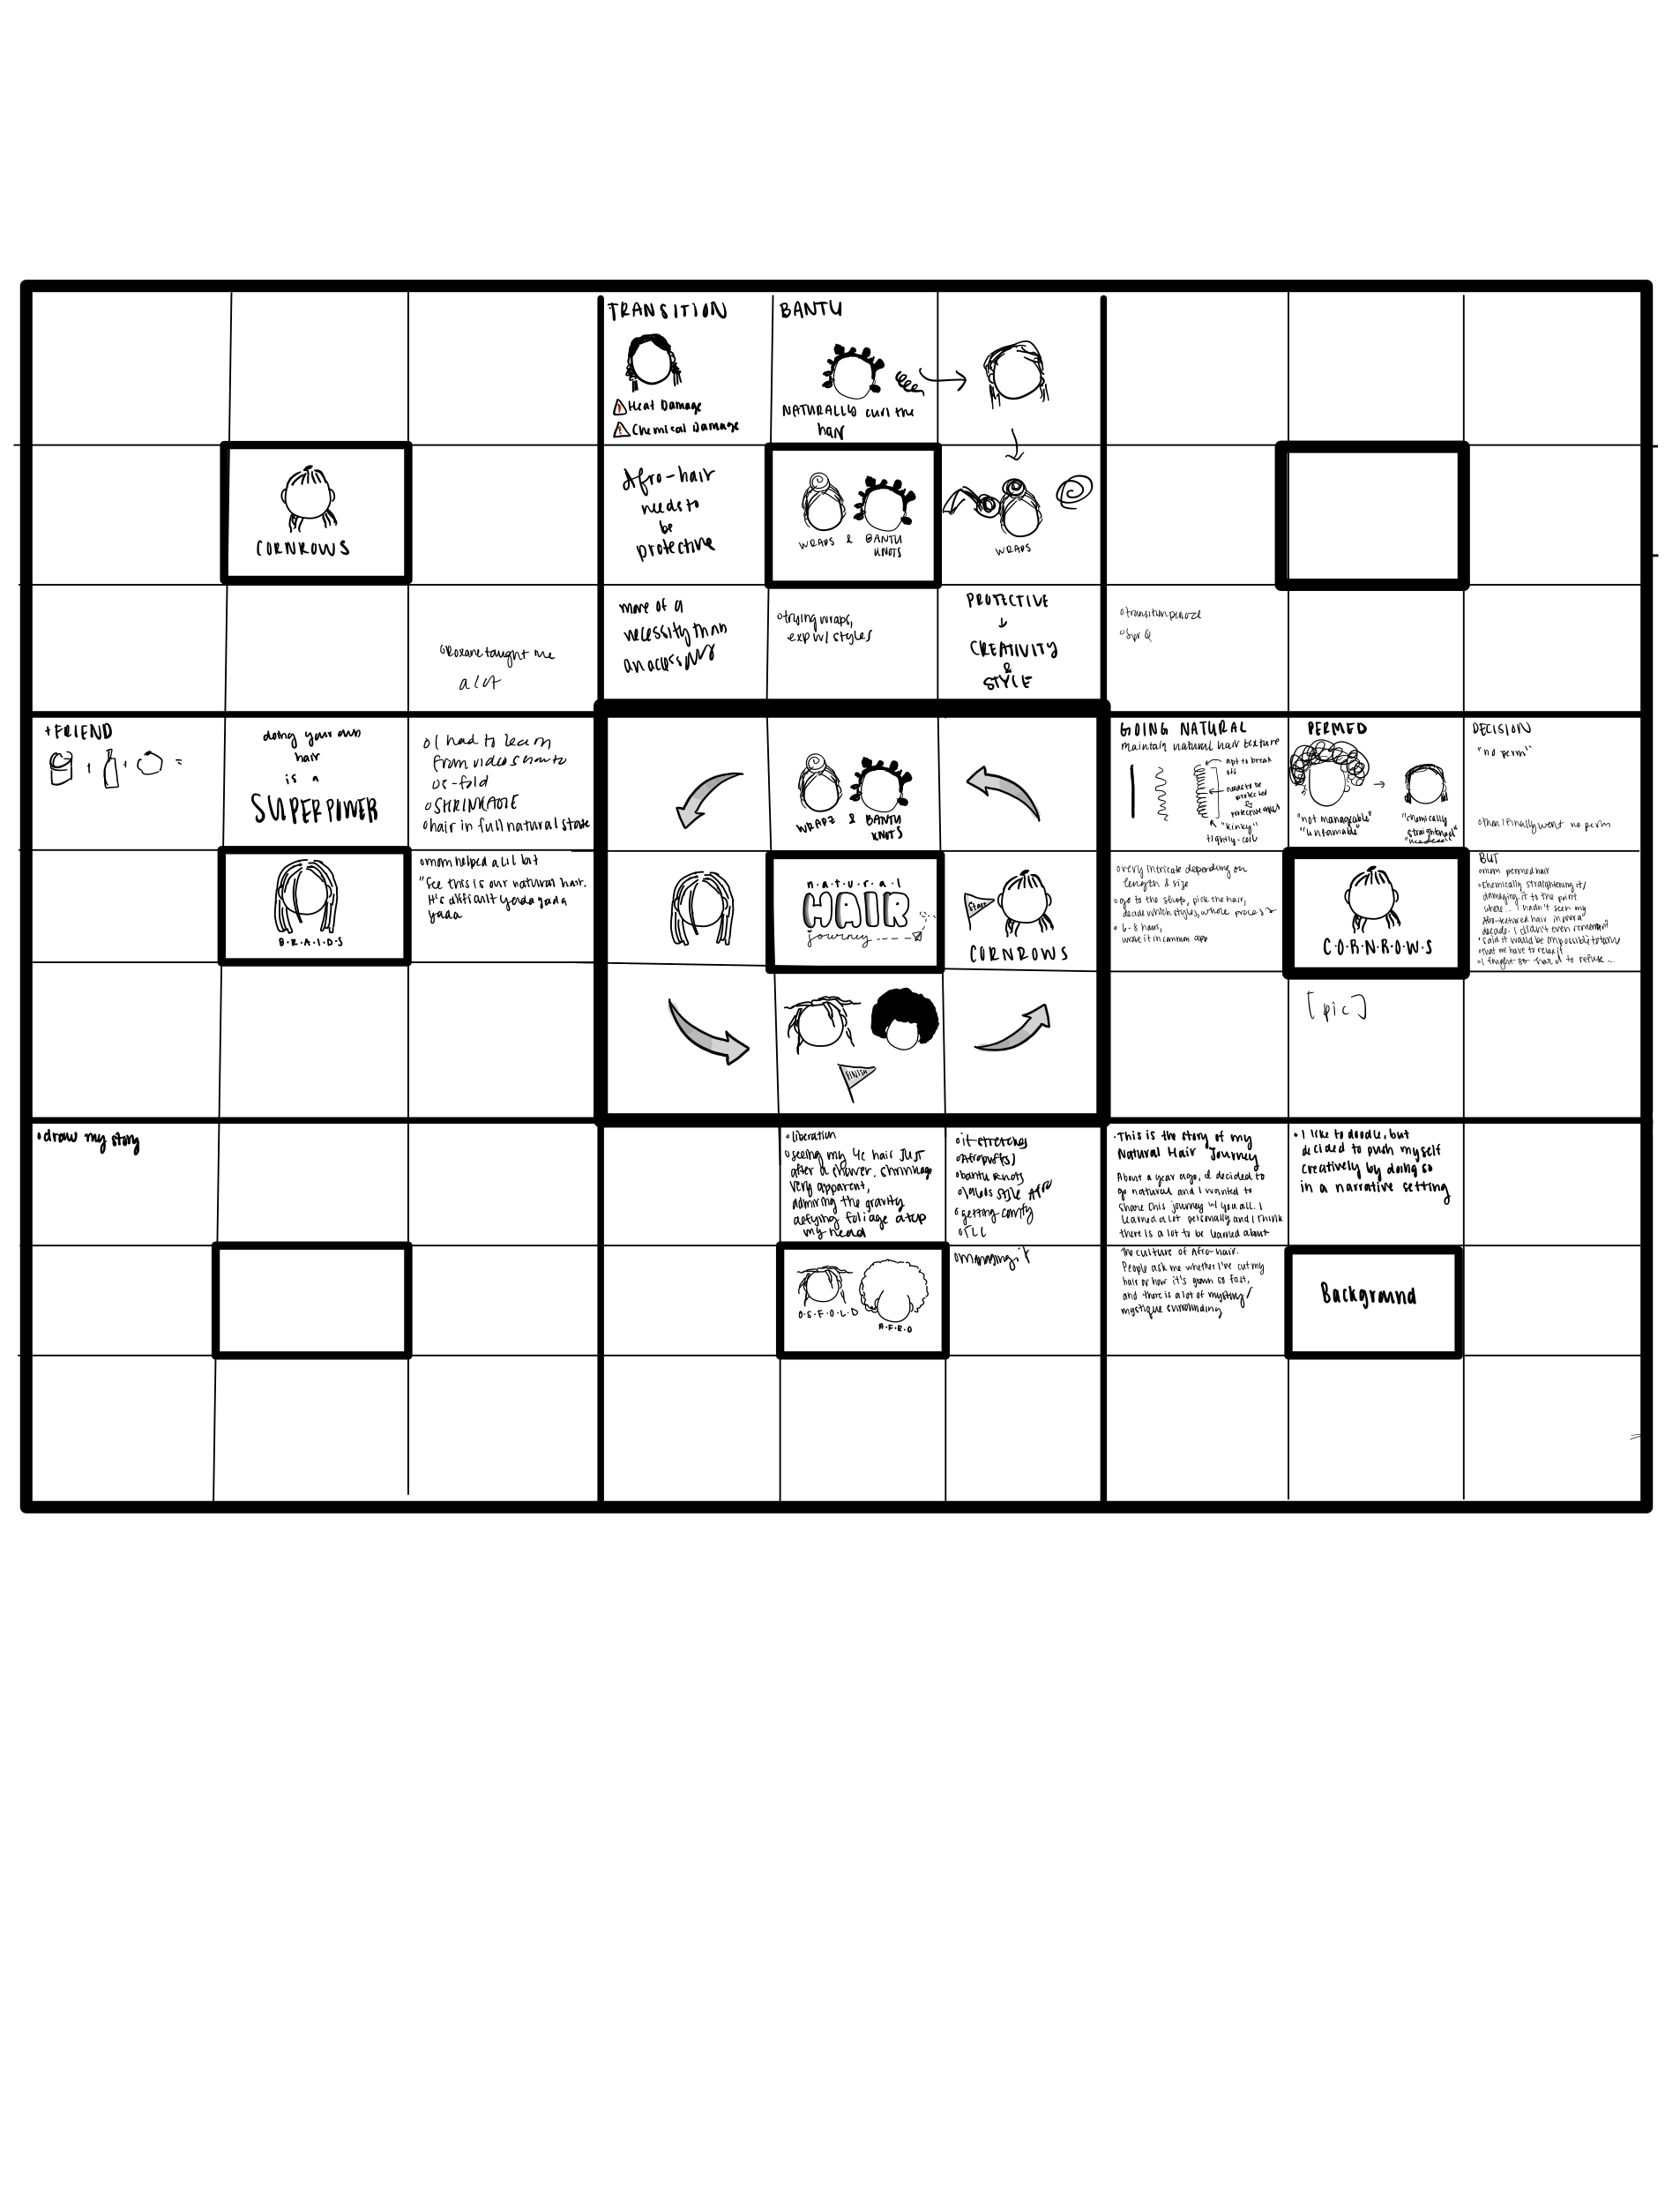 TRANSITION
Heat Damage
Chemical Damage
BANTU
NATURALLY curl the
hair
CORNROWS
Afro-hair
needs to
be
protective
WRAPS & BANTU
KNOTS
WRAPS
Roxane taught me
a lot
more of a
necessity than
an accessory
trying wraps,
exp w/ styles
PROTECTIVE
↓
CREATIVITY
&
STYLE
transition
Spr Q
+ FRIEND
+ + =
doing your own
hair
is a
SUPERPOWER
I had to learn
from videos how to
os-fold
SHRINKAGE
hair in full natural state
B·R·A·I·D·S
mom helped a lil bit
"See this is our natural hair.
It's difficult yada yada
yada
WRAPZ & BANTU
KNOTS
n·a·t·u·r·a·l
HAIR
journey
Start
CORNROWS
FINISH
GOING NATURAL
Maintain natural hair texture
apt to break
off
needs to be
protected
protective styles
"kinky"
tightly-coil
PERMED
"not manageable"
"untamable"
"chemically
straightened"
DECISION
"no perm"
then I finally went no perm
very intricate depending on
length & size
go to the shop, pick the hair,
decide which styles, whole process
6-8 hours,
wore it in common app
C·O·R·N·R·O·W·S
BUT
mom permed hair
chemically straightening it/
damaging it to the point
where... I hadn't seen my
Afro-textured hair in over a
decade. I didn't even remember
said it would be impossible to
that we have to relax it
I fought so hard to refuse...
[pic]
draw my story
liberation
seeing my 4c hair JUST
after a shower. shrinkage
very apparent,
admiring the gravity
defying foliage atop
my head
it stretches
Afropuffs)
bantu knots
style Afro
getting comfy
TLC
O·S·F·O·L·D
A·F·R·O
managing it
This is the story of my
Natural Hair Journey
About a year ago, I decided to
go natural and I wanted to
share this journey w/ you all. I
learned a lot personally and I think
there is a lot to be learned about
the culture of Afro-hair.
People ask me whether I've cut my
hair or how it's grown so fast,
and there is a lot of mystery/
mystique surrounding
I like to doodle, but
decided to push myself
creatively by doing so
in a narrative setting
Background